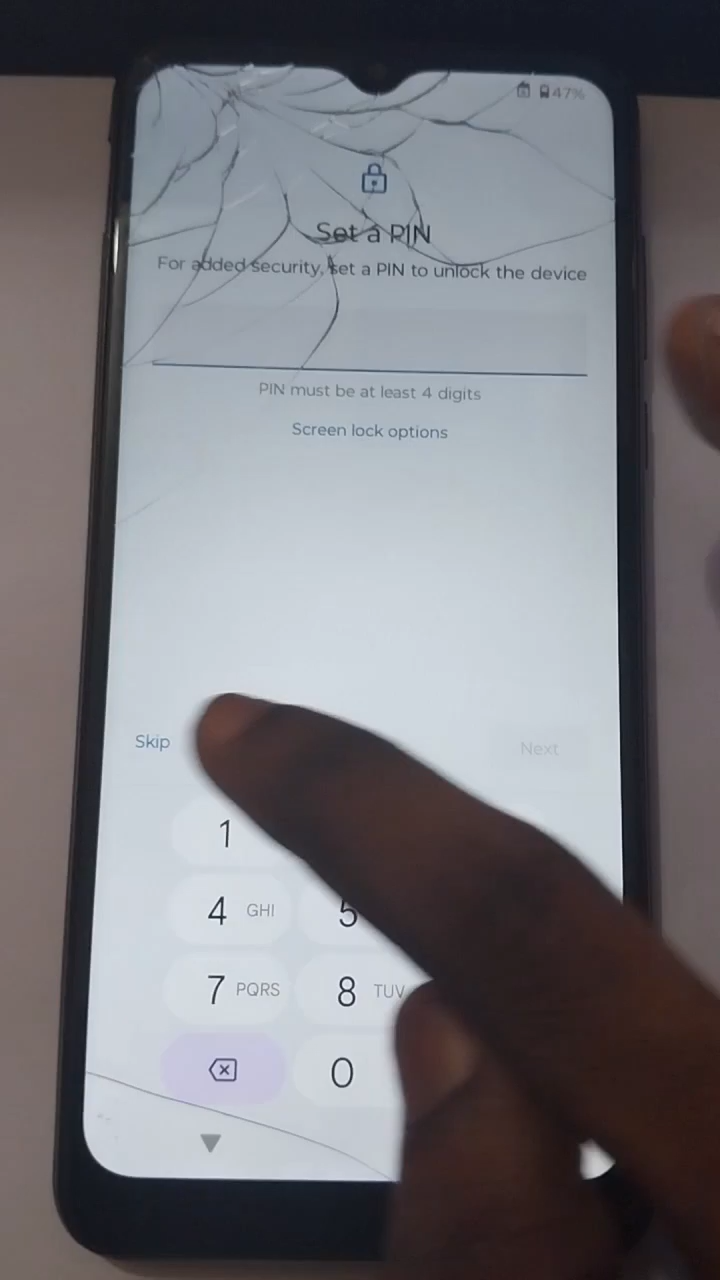 47%
Set a PIN
For added security, set a PIN to unlock the device
PIN must be at least 4 digits
Screen lock options
Skip
Next
1
4 GHI
5
7 PQRS
8 TUV
0